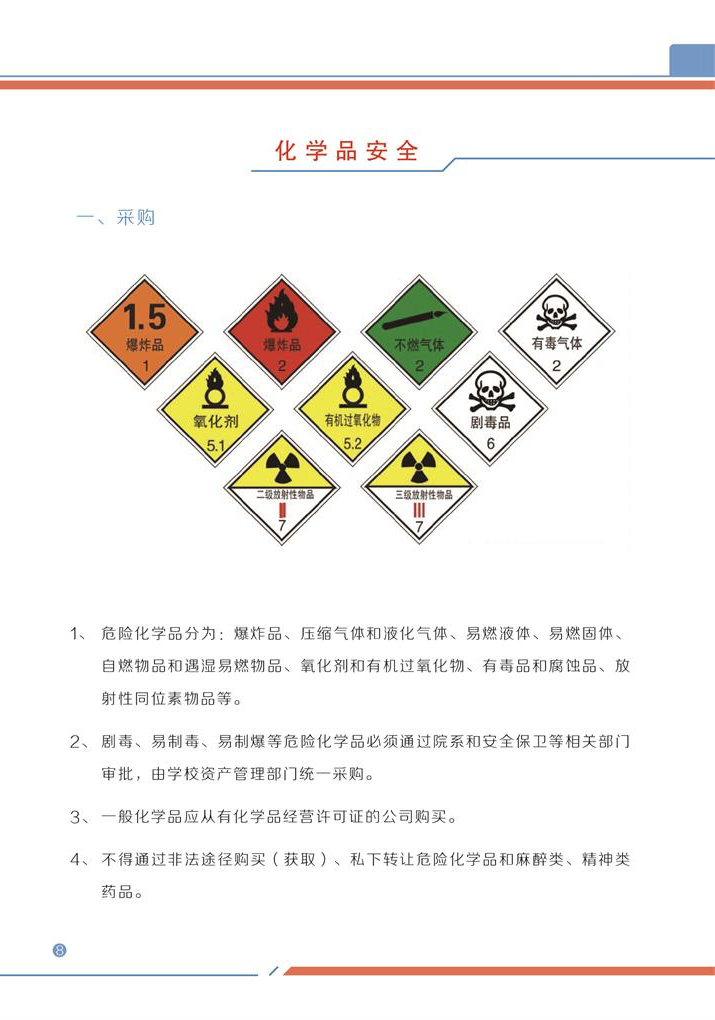 化学品安全
一、采购
1.5
爆炸品
1
爆炸品
2
不燃气体
2
有毒气体
2
氧化剂
5.1
有机过氧化物
5.2
剧毒品
6
二级放射性物品
II
7
三级放射性物品
III
7
1、危险化学品分为：爆炸品、压缩气体和液化气体、易燃液体、易燃固体、
自燃物品和遇湿易燃物品、氧化剂和有机过氧化物、有毒品和腐蚀品、放
射性同位素物品等。
2、剧毒、易制毒、易制爆等危险化学品必须通过院系和安全保卫等相关部门
审批，由学校资产管理部门统一采购。
3、一般化学品应从有化学品经营许可证的公司购买。
4、不得通过非法途径购买（获取）、私下转让危险化学品和麻醉类、精神类
药品。
8